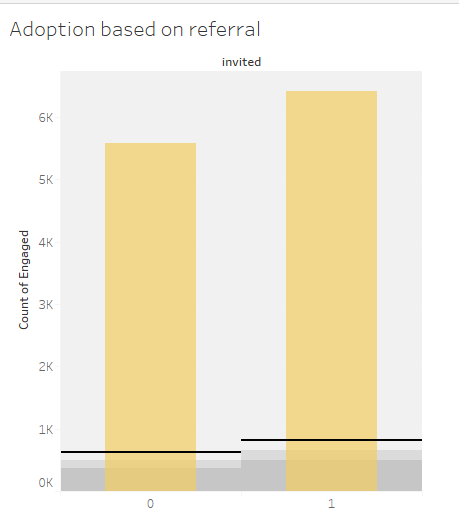 Adoption based on referral
invited
6K
5K
4K
3K
2K
1K
0K
Count of Engaged
0
1